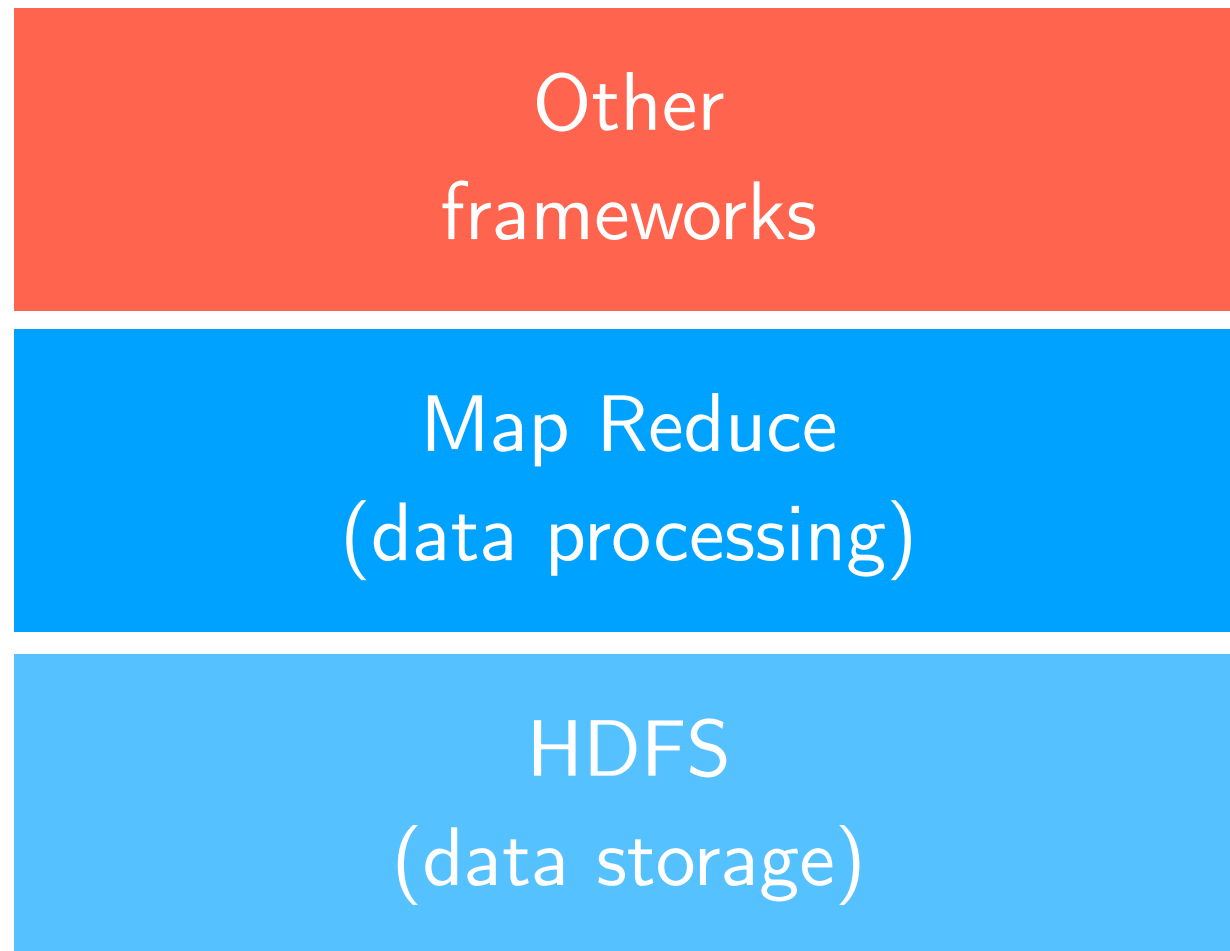 Other
frameworks
Map Reduce
(data processing)
HDFS
(data storage)